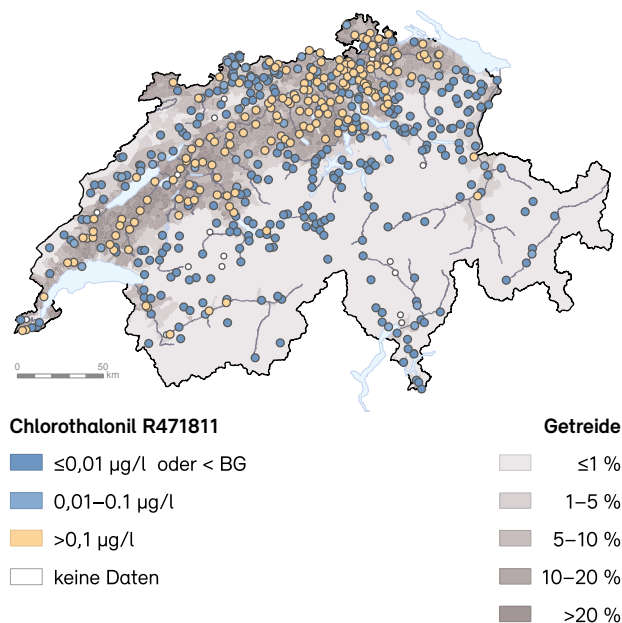 0 50
km
Chlorothalonil R471811
≤0,01 µg/l oder < BG
0,01–0.1 µg/l
>0,1 µg/l
keine Daten
Getreide
≤1 %
1–5 %
5–10 %
10–20 %
>20 %